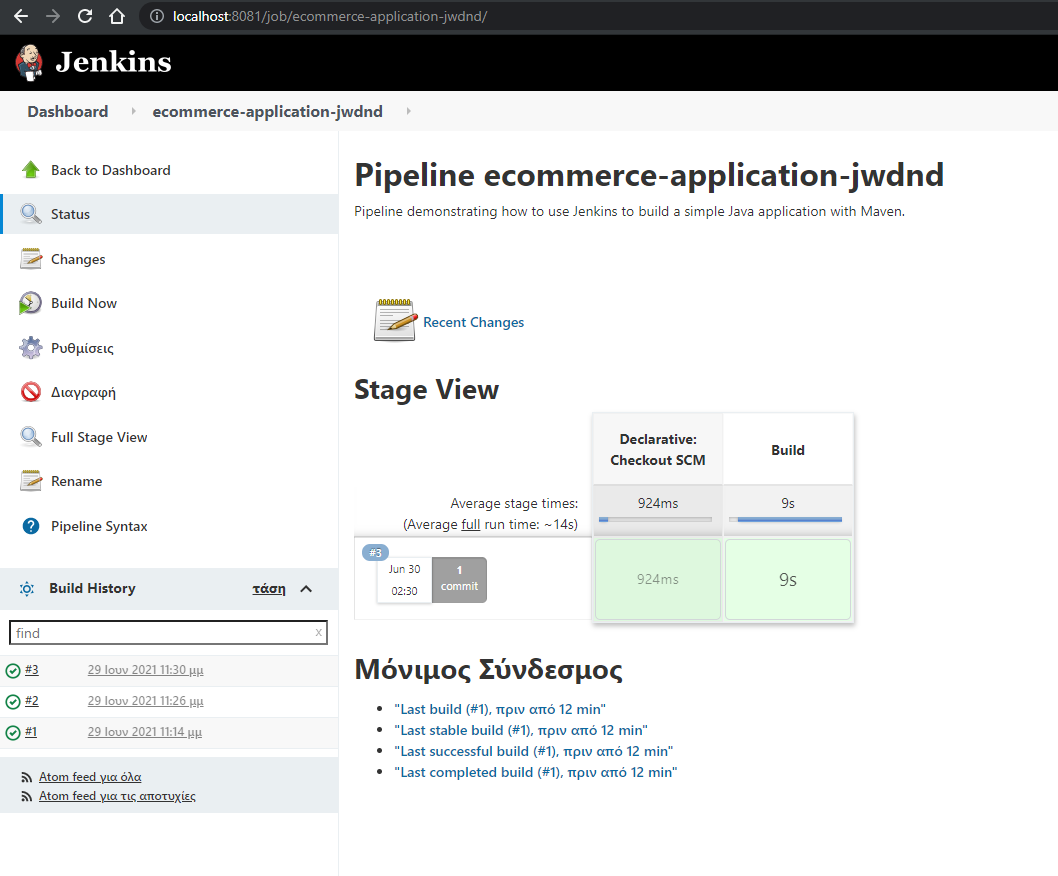 localhost:8081/job/ecommerce-application-jwdnd/
Jenkins
Dashboard ecommerce-application-jwdnd
Back to Dashboard
Status
Changes
Build Now
Ρυθμίσεις
Διαγραφή
Full Stage View
Rename
Pipeline Syntax
Build History τάση
find x
#3 29 Ιουν 2021 11:30 μμ
#2 29 Ιουν 2021 11:26 μμ
#1 29 Ιουν 2021 11:14 μμ
Atom feed για όλα
Atom feed για τις αποτυχίες
Pipeline ecommerce-application-jwdnd
Pipeline demonstrating how to use Jenkins to build a simple Java application with Maven.
Recent Changes
Stage View
Declarative:
Checkout SCM
Build
Average stage times:
(Average full run time: ~14s)
924ms
9s
#3
Jun 30
02:30
1
commit
924ms
9s
Μόνιμος Σύνδεσμος
"Last build (#1), πριν από 12 min"
"Last stable build (#1), πριν από 12 min"
"Last successful build (#1), πριν από 12 min"
"Last completed build (#1), πριν από 12 min"